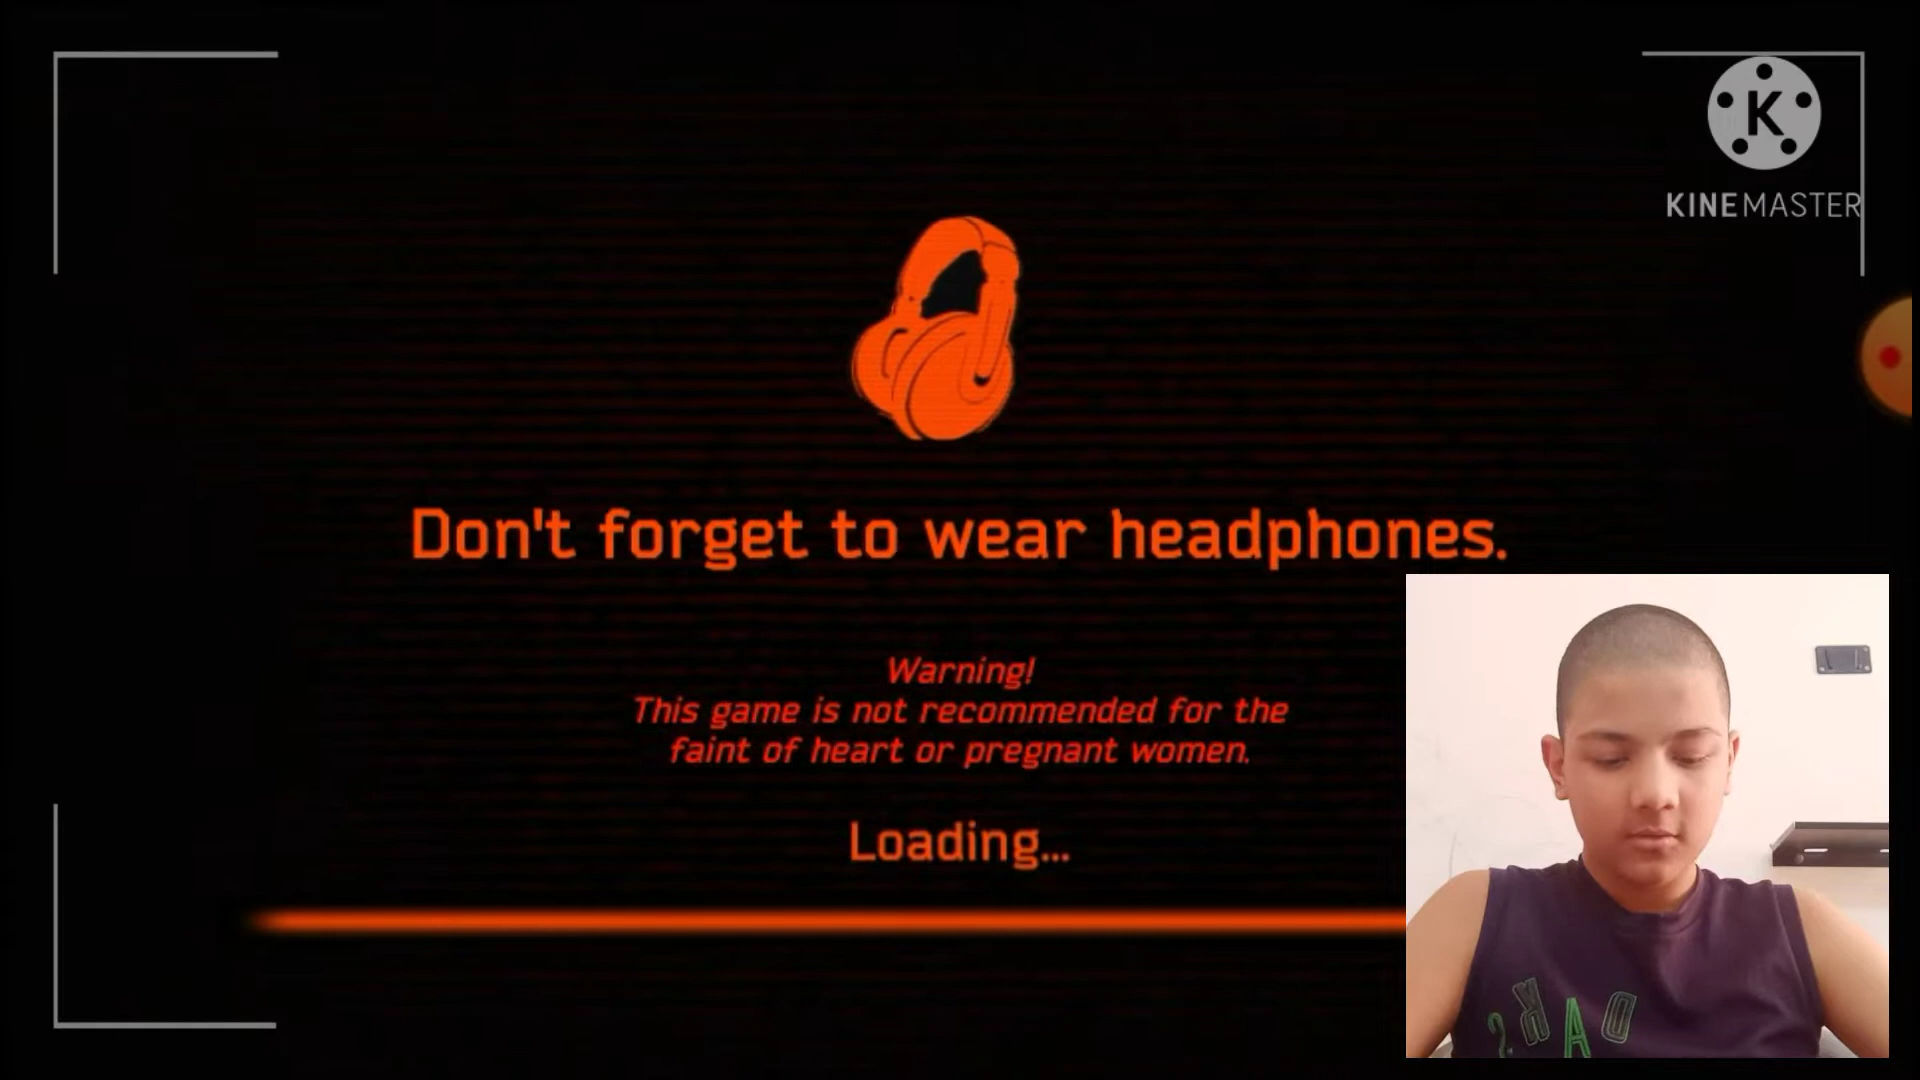 K
KINEMASTER
Don't forget to wear headphones.
Warning!
This game is not recommended for the
faint of heart or pregnant women.
Loading...